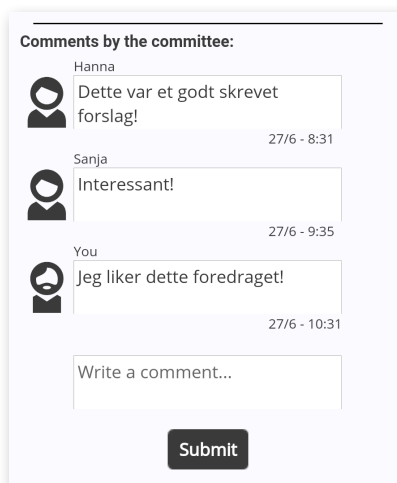 Comments by the committee:
Hanna
Dette var et godt skrevet
forslag!
27/6 - 8:31
Sanja
Interessant!
27/6 - 9:35
You
Jeg liker dette foredraget!
27/6 - 10:31
Write a comment...
Submit